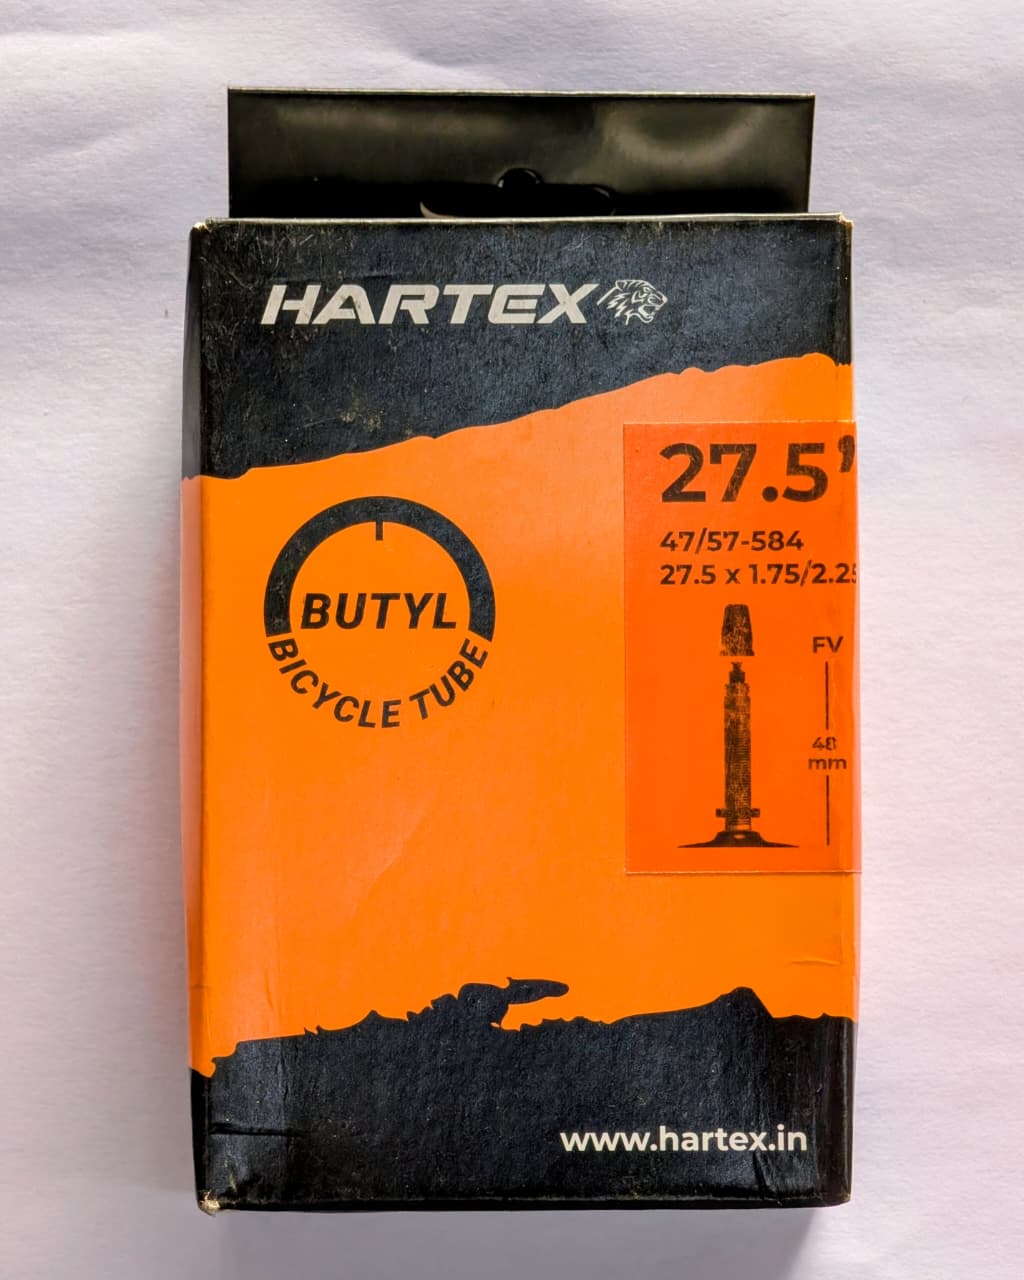 HARTEX
27.5"
47/57-584
27.5 x 1.75/2.25
BUTYL
BICYCLE TUBE
FV
48
mm
www.hartex.in